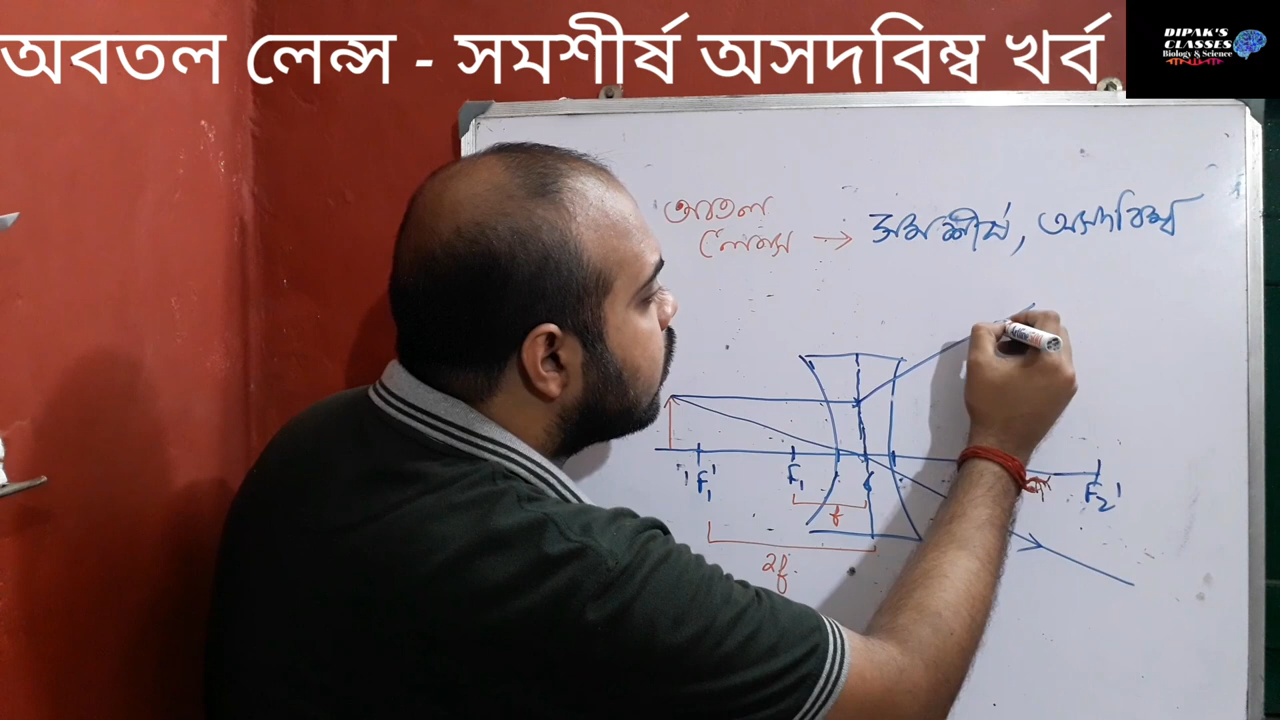 অবতল লেন্স - সমশীর্ষ অসদবিম্ব খর্ব
DIPAK'S
CLASSES
Biology & Science
অবতল
লেন্স → সমশীর্ষ, অসদবিম্ব
F₁' F₁ F₂'
f
2f